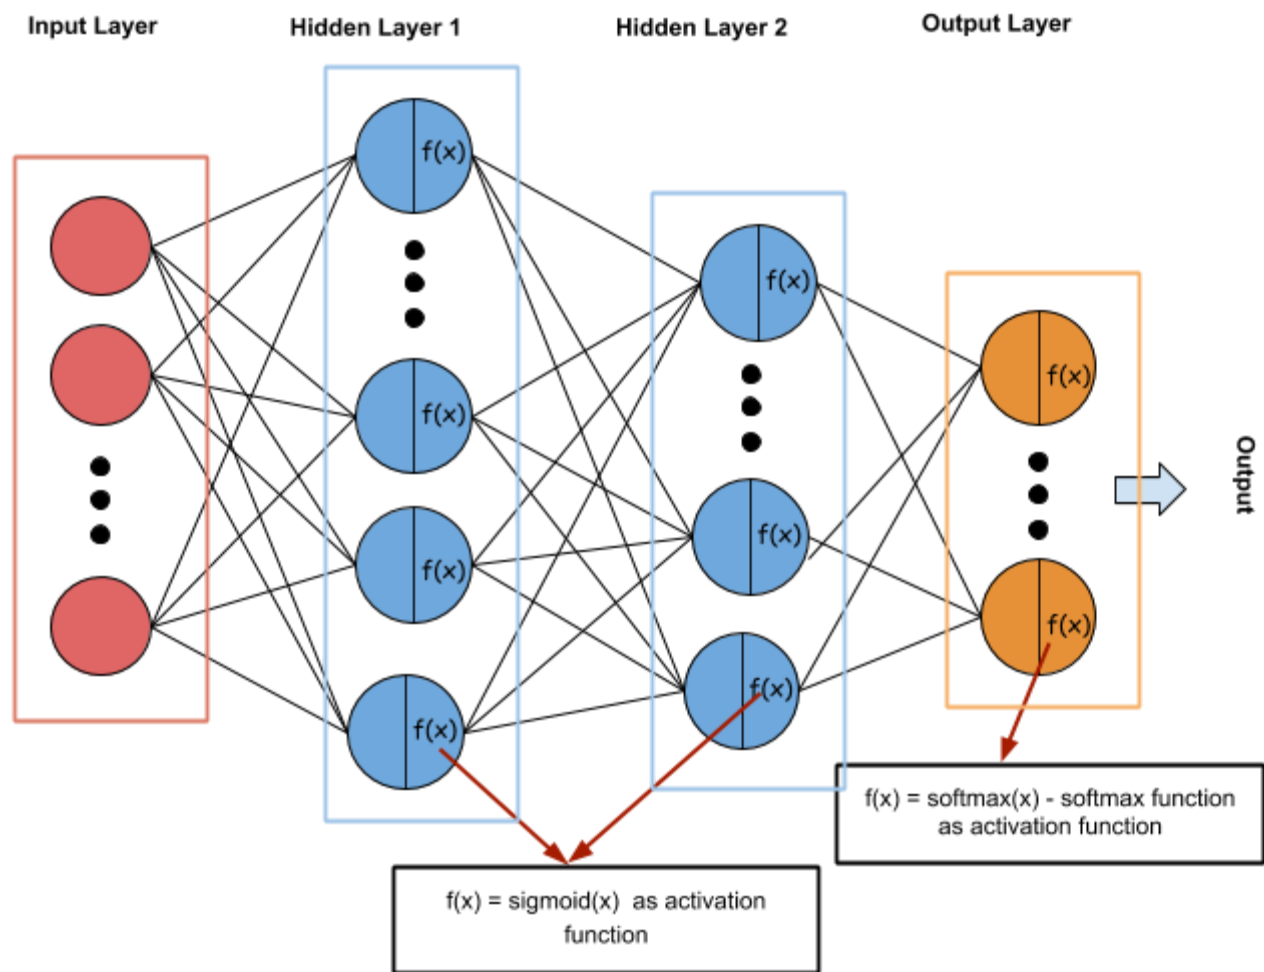 Input Layer
Hidden Layer 1
Hidden Layer 2
Output Layer
f(x)
f(x)
f(x)
f(x)
f(x)
f(x)
f(x)
f(x)
f(x)
Output
f(x) = softmax(x) - softmax function
as activation function
f(x) = sigmoid(x) as activation
function